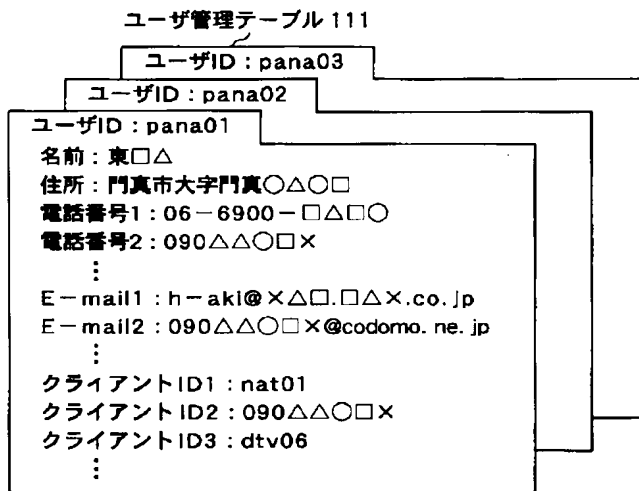 ユーザ管理テーブル 111
ユーザID：pana03
ユーザID：pana02
ユーザID：pana01
名前：東□△
住所：門真市大字門真○△○□
電話番号1：06－6900－□△□○
電話番号2：090△△○□×
⋮
E－mail1：h－aki@×△□.□△×.co.jp
E－mail2：090△△○□×@codomo.ne.jp
⋮
クライアントID1：nat01
クライアントID2：090△△○□×
クライアントID3：dtv06
⋮